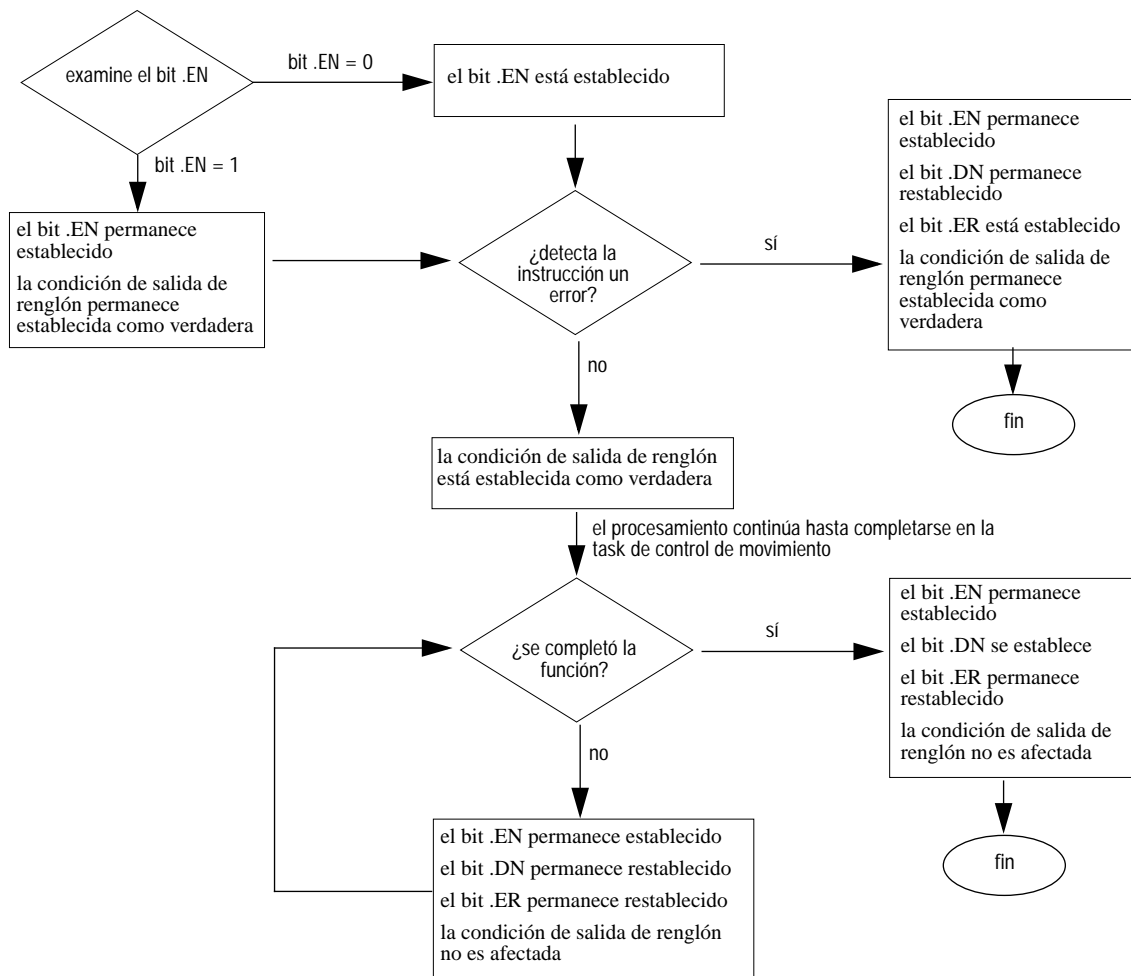 examine el bit .EN
bit .EN = 0
el bit .EN está establecido
bit .EN = 1
el bit .EN permanece
establecido
la condición de salida de
renglón permanece
establecida como verdadera
¿detecta la
instrucción un
error?
sí
el bit .EN permanece
establecido
el bit .DN permanece
restablecido
el bit .ER está establecido
la condición de salida de
renglón permanece
establecida como
verdadera
fin
no
la condición de salida de renglón
está establecida como verdadera
el procesamiento continúa hasta completarse en la
task de control de movimiento
¿se completó la
función?
sí
el bit .EN permanece
establecido
el bit .DN se establece
el bit .ER permanece
restablecido
la condición de salida de
renglón no es afectada
fin
no
el bit .EN permanece establecido
el bit .DN permanece restablecido
el bit .ER permanece restablecido
la condición de salida de renglón
no es afectada